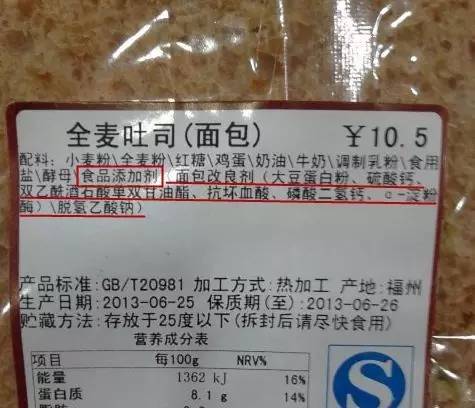 全麦吐司(面包) ￥10.5
配料: 小麦粉\全麦粉\红糖\鸡蛋\奶油\牛奶\调制乳粉\食用
盐\酵母\食品添加剂(面包改良剂(大豆蛋白粉、硫酸钙、
双乙酰酒石酸单双甘油酯、抗坏血酸、磷酸二氢钙、α-淀粉
酶)\脱氢乙酸钠)
产品标准:GB/T20981 加工方式:热加工 产地:福州
生产日期:2013-06-25 保质期(至):2013-06-26
贮藏方法:存放于25度以下(拆封后请尽快食用)
营养成分表
项目 每100g NRV%
能量 1362 kJ 16%
蛋白质 8.1 g 14%